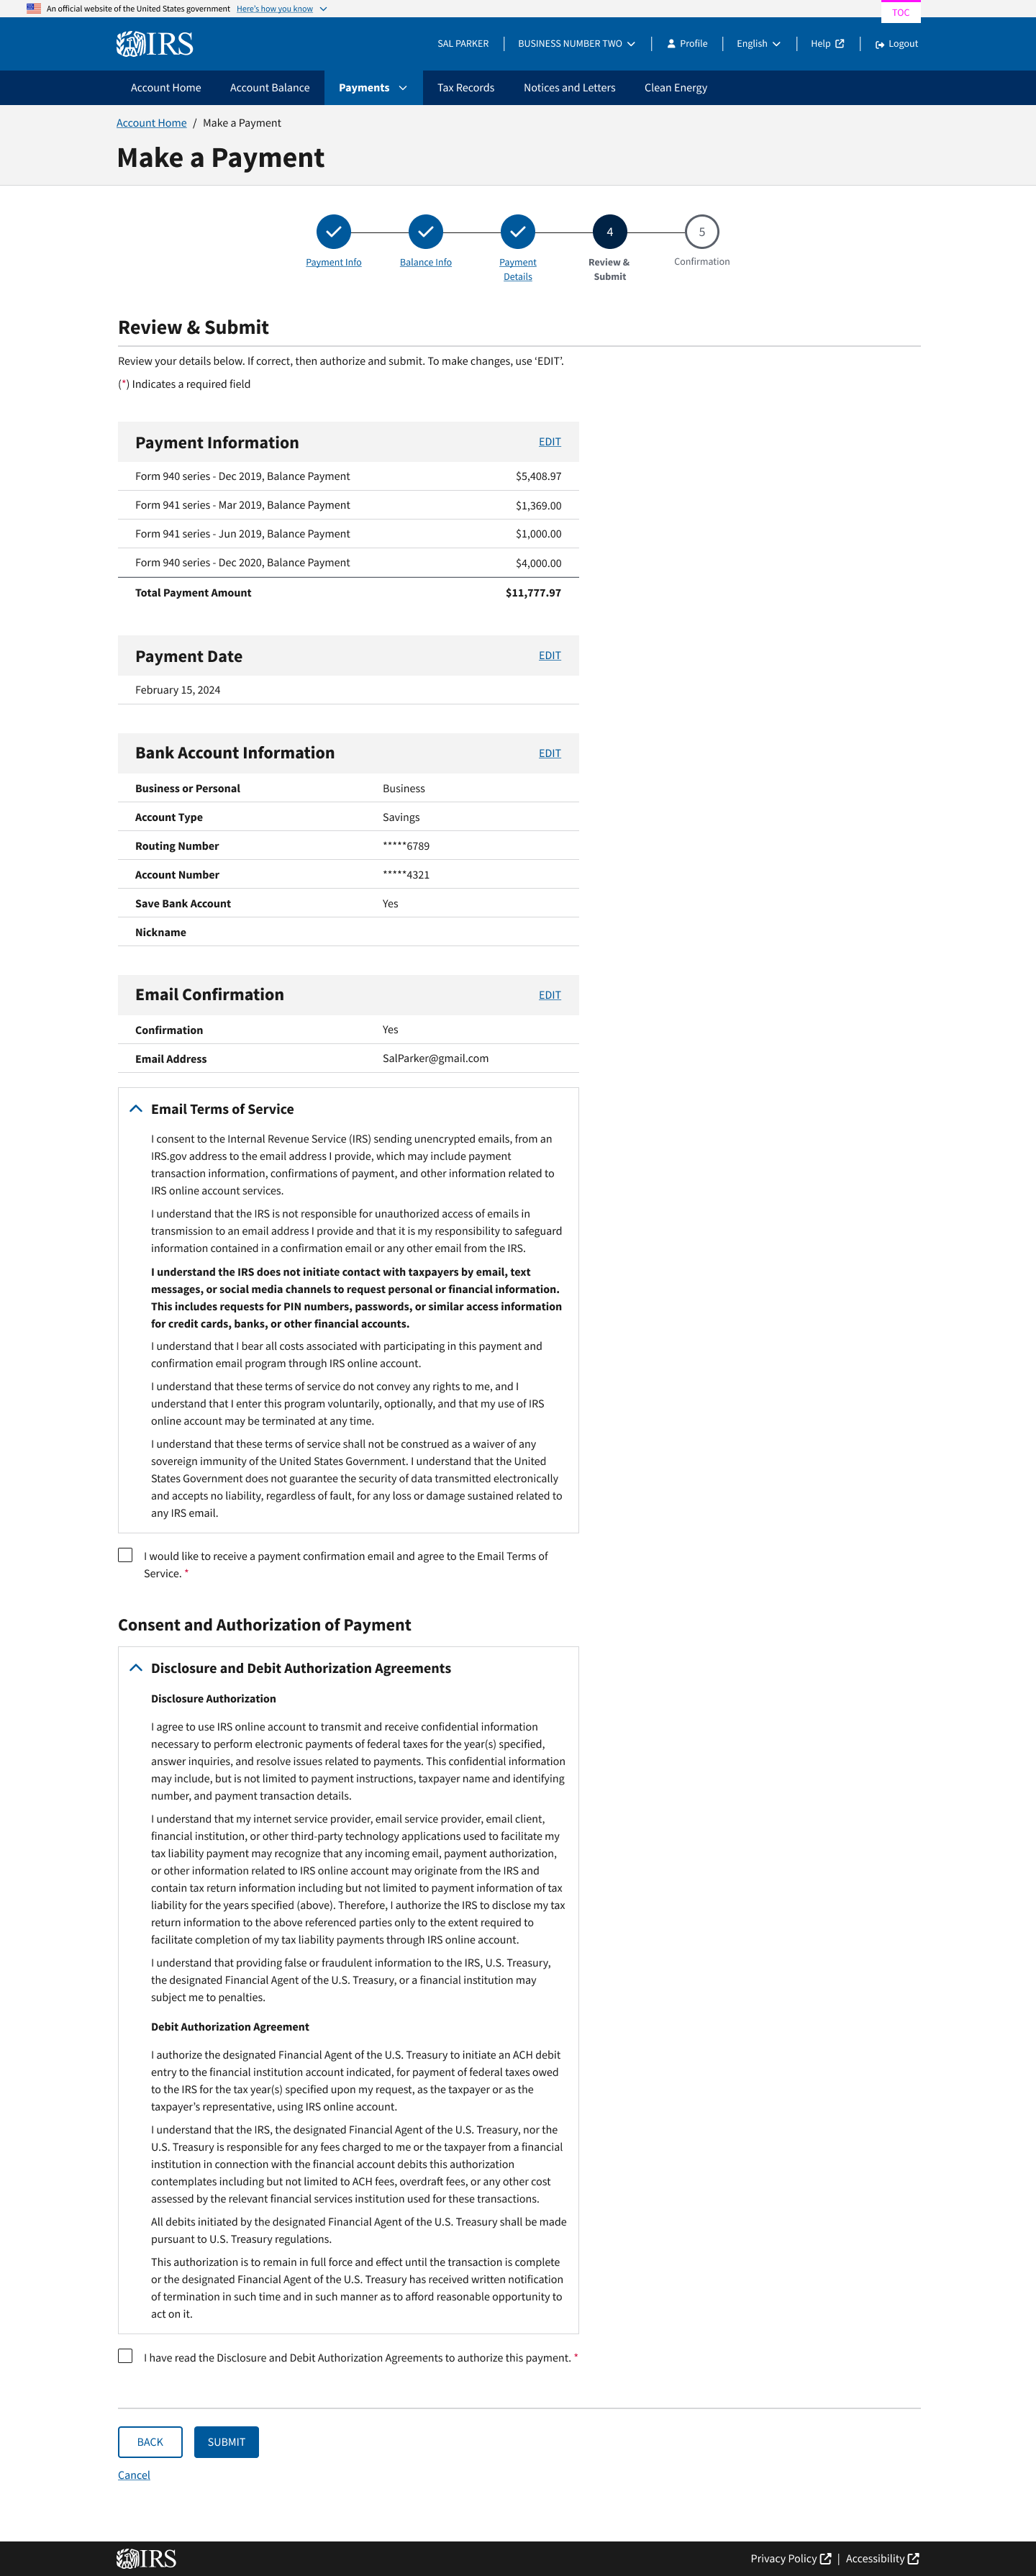 An official website of the United States government Here's how you know
TOC
IRS
SAL PARKER BUSINESS NUMBER TWO Profile English Help Logout
Account Home Account Balance Payments Tax Records Notices and Letters Clean Energy
Account Home / Make a Payment
Make a Payment
4 5
Payment Info Balance Info Payment Details Review & Submit Confirmation
Review & Submit
Review your details below. If correct, then authorize and submit. To make changes, use ‘EDIT’.
(*) Indicates a required field
Payment Information EDIT
Form 940 series - Dec 2019, Balance Payment $5,408.97
Form 941 series - Mar 2019, Balance Payment $1,369.00
Form 941 series - Jun 2019, Balance Payment $1,000.00
Form 940 series - Dec 2020, Balance Payment $4,000.00
Total Payment Amount $11,777.97
Payment Date EDIT
February 15, 2024
Bank Account Information EDIT
Business or Personal Business
Account Type Savings
Routing Number *****6789
Account Number *****4321
Save Bank Account Yes
Nickname
Email Confirmation EDIT
Confirmation Yes
Email Address SalParker@gmail.com
Email Terms of Service
I consent to the Internal Revenue Service (IRS) sending unencrypted emails, from an
IRS.gov address to the email address I provide, which may include payment
transaction information, confirmations of payment, and other information related to
IRS online account services.
I understand that the IRS is not responsible for unauthorized access of emails in
transmission to an email address I provide and that it is my responsibility to safeguard
information contained in a confirmation email or any other email from the IRS.
I understand the IRS does not initiate contact with taxpayers by email, text
messages, or social media channels to request personal or financial information.
This includes requests for PIN numbers, passwords, or similar access information
for credit cards, banks, or other financial accounts.
I understand that I bear all costs associated with participating in this payment and
confirmation email program through IRS online account.
I understand that these terms of service do not convey any rights to me, and I
understand that I enter this program voluntarily, optionally, and that my use of IRS
online account may be terminated at any time.
I understand that these terms of service shall not be construed as a waiver of any
sovereign immunity of the United States Government. I understand that the United
States Government does not guarantee the security of data transmitted electronically
and accepts no liability, regardless of fault, for any loss or damage sustained related to
any IRS email.
I would like to receive a payment confirmation email and agree to the Email Terms of
Service. *
Consent and Authorization of Payment
Disclosure and Debit Authorization Agreements
Disclosure Authorization
I agree to use IRS online account to transmit and receive confidential information
necessary to perform electronic payments of federal taxes for the year(s) specified,
answer inquiries, and resolve issues related to payments. This confidential information
may include, but is not limited to payment instructions, taxpayer name and identifying
number, and payment transaction details.
I understand that my internet service provider, email service provider, email client,
financial institution, or other third-party technology applications used to facilitate my
tax liability payment may recognize that any incoming email, payment authorization,
or other information related to IRS online account may originate from the IRS and
contain tax return information including but not limited to payment information of tax
liability for the years specified (above). Therefore, I authorize the IRS to disclose my tax
return information to the above referenced parties only to the extent required to
facilitate completion of my tax liability payments through IRS online account.
I understand that providing false or fraudulent information to the IRS, U.S. Treasury,
the designated Financial Agent of the U.S. Treasury, or a financial institution may
subject me to penalties.
Debit Authorization Agreement
I authorize the designated Financial Agent of the U.S. Treasury to initiate an ACH debit
entry to the financial institution account indicated, for payment of federal taxes owed
to the IRS for the tax year(s) specified upon my request, as the taxpayer or as the
taxpayer’s representative, using IRS online account.
I understand that the IRS, the designated Financial Agent of the U.S. Treasury, nor the
U.S. Treasury is responsible for any fees charged to me or the taxpayer from a financial
institution in connection with the financial account debits this authorization
contemplates including but not limited to ACH fees, overdraft fees, or any other cost
assessed by the relevant financial services institution used for these transactions.
All debits initiated by the designated Financial Agent of the U.S. Treasury shall be made
pursuant to U.S. Treasury regulations.
This authorization is to remain in full force and effect until the transaction is complete
or the designated Financial Agent of the U.S. Treasury has received written notification
of termination in such time and in such manner as to afford reasonable opportunity to
act on it.
I have read the Disclosure and Debit Authorization Agreements to authorize this payment. *
BACK SUBMIT
Cancel
IRS Privacy Policy | Accessibility